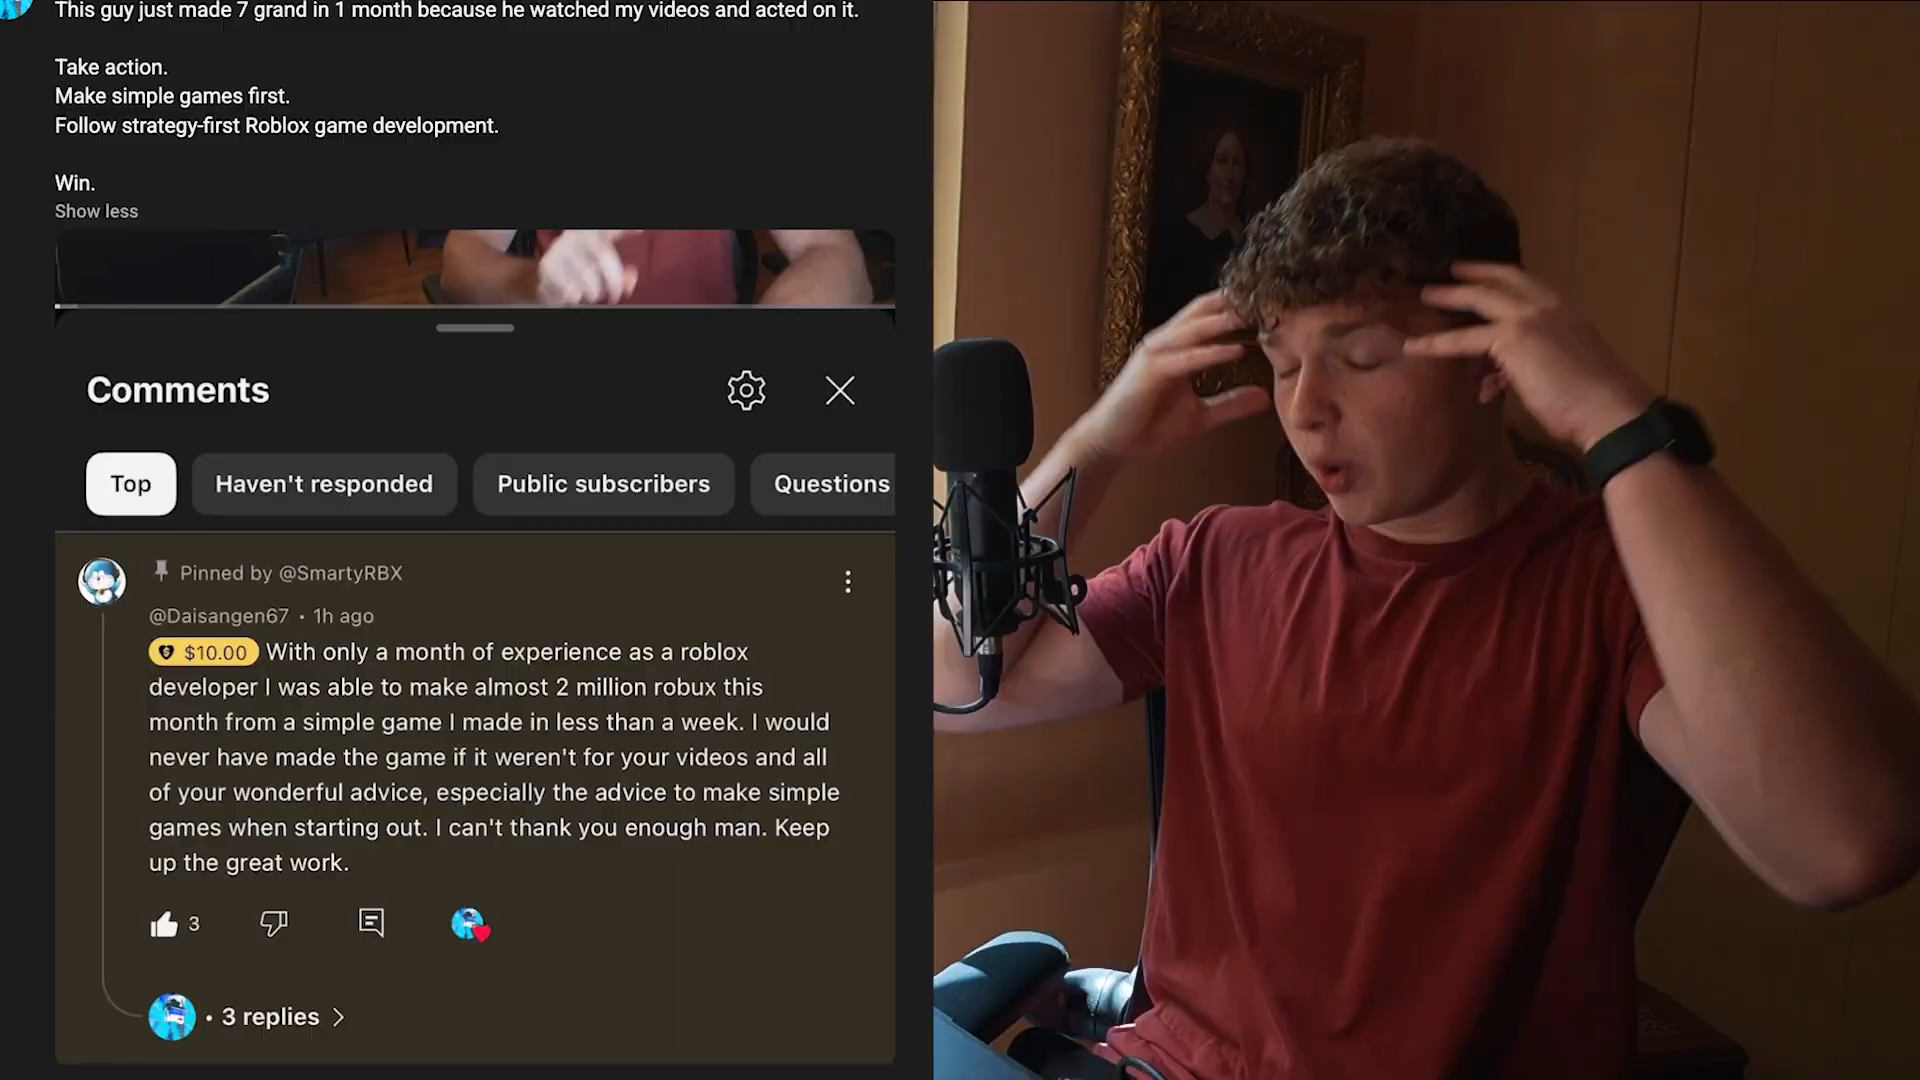 This guy just made 7 grand in 1 month because he watched my videos and acted on it.
Take action.
Make simple games first.
Follow strategy-first Roblox game development.
Win.
Show less
Comments
Top
Haven't responded
Public subscribers
Questions
Pinned by @SmartyRBX
@Daisangen67 • 1h ago
$10.00 With only a month of experience as a roblox
developer I was able to make almost 2 million robux this
month from a simple game I made in less than a week. I would
never have made the game if it weren't for your videos and all
of your wonderful advice, especially the advice to make simple
games when starting out. I can't thank you enough man. Keep
up the great work.
3
• 3 replies >